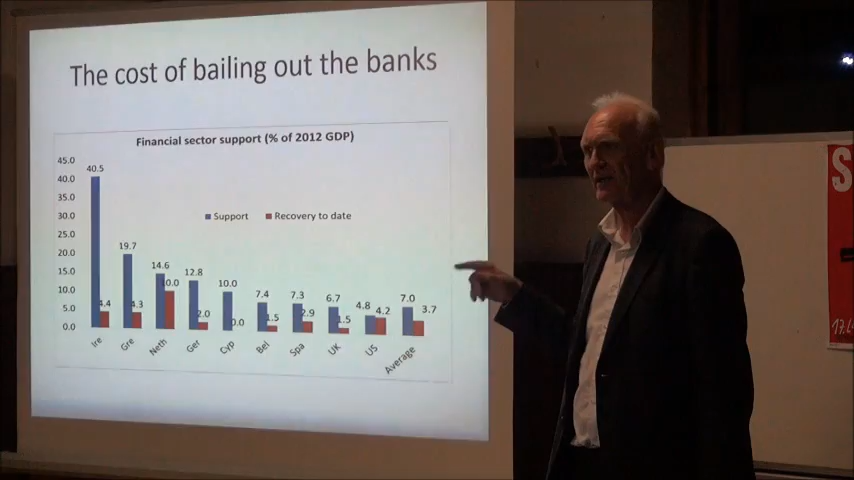 The cost of bailing out the banks
Financial sector support (% of 2012 GDP)
45.0
40.0
35.0
30.0
25.0
20.0
15.0
10.0
5.0
0.0
Support
Recovery to date
40.5
4.4
19.7
4.3
14.6
10.0
12.8
2.0
10.0
0.0
7.4
1.5
7.3
2.9
6.7
1.5
4.8
4.2
7.0
3.7
Ire
Gre
Neth
Ger
Cyp
Bel
Spa
UK
US
Average
S